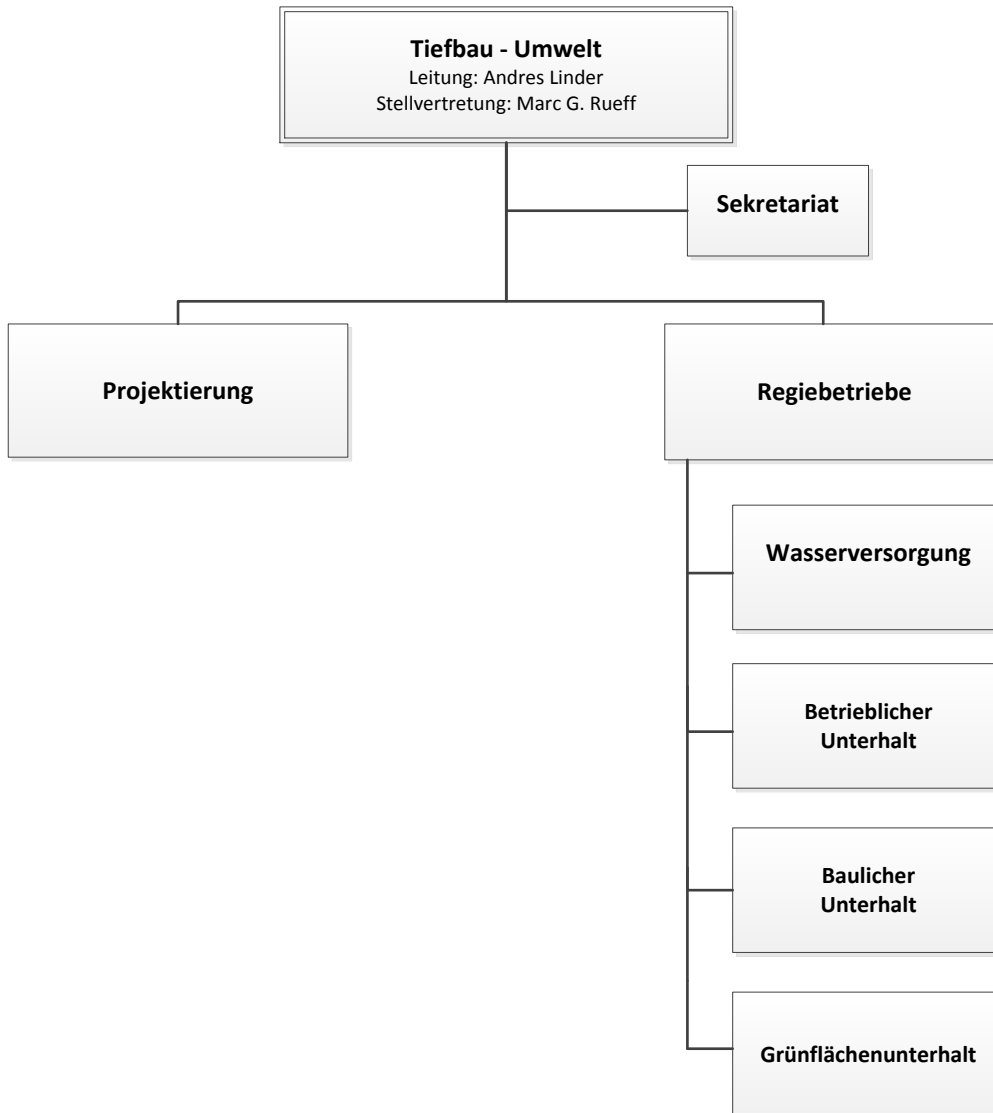 Tiefbau - Umwelt
Leitung: Andres Linder
Stellvertretung: Marc G. Rueff
Sekretariat
Projektierung
Regiebetriebe
Wasserversorgung
Betrieblicher
Unterhalt
Baulicher
Unterhalt
Grünflächenunterhalt